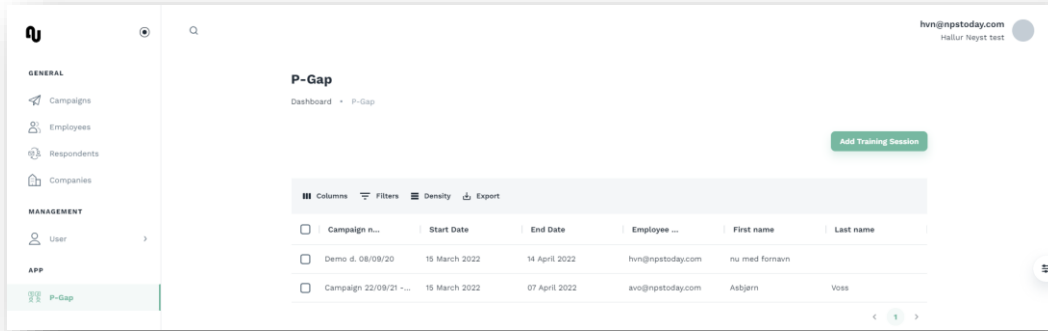 hvn@npstoday.com
Hallur Neyst test
GENERAL
Campaigns
Employees
Respondents
Companies
MANAGEMENT
User
APP
P-Gap
P-Gap
Dashboard • P-Gap
Add Training Session
Columns Filters Density Export
Campaign n... Start Date End Date Employee ... First name Last name
Demo d. 08/09/20 15 March 2022 14 April 2022 hvn@npstoday.com nu med fornavn
Campaign 22/09/21 -... 15 March 2022 07 April 2022 avo@npstoday.com Asbjørn Voss
1